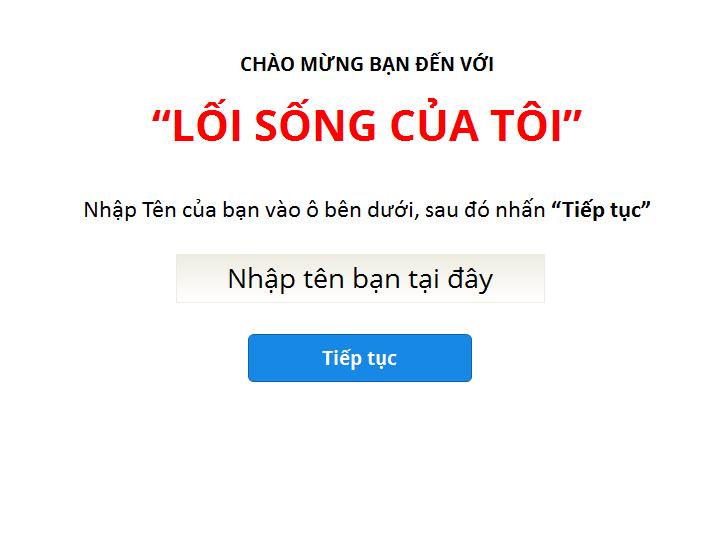 CHÀO MỪNG BẠN ĐẾN VỚI
“LỐI SỐNG CỦA TÔI”
Nhập Tên của bạn vào ô bên dưới, sau đó nhấn “Tiếp tục”
Nhập tên bạn tại đây
Tiếp tục